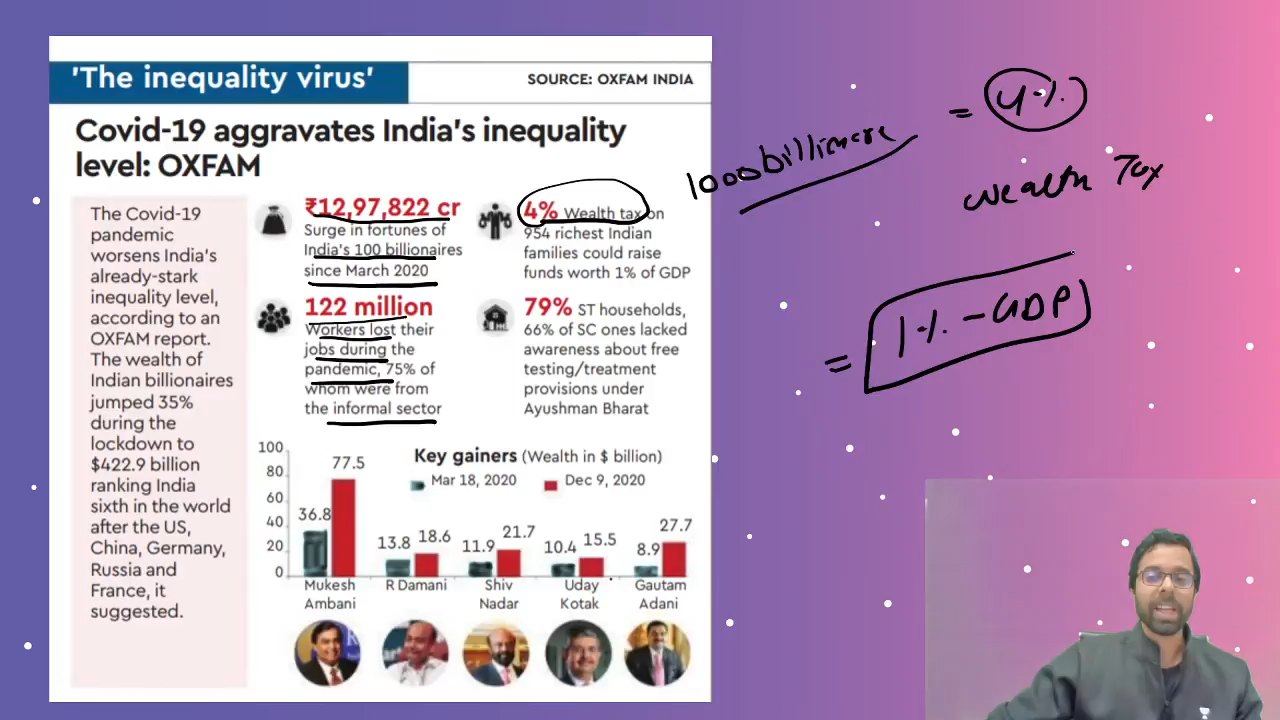 'The inequality virus'
SOURCE: OXFAM INDIA
Covid-19 aggravates India's inequality
level: OXFAM
The Covid-19
pandemic
worsens India's
already-stark
inequality level,
according to an
OXFAM report.
The wealth of
Indian billionaires
jumped 35%
during the
lockdown to
$422.9 billion
ranking India
sixth in the world
after the US,
China, Germany,
Russia and
France, it
suggested.
₹12,97,822 cr
Surge in fortunes of
India's 100 billionaires
since March 2020
4% Wealth tax on
954 richest Indian
families could raise
funds worth 1% of GDP
122 million
Workers lost their
jobs during the
pandemic, 75% of
whom were from
the informal sector
79% ST households,
66% of SC ones lacked
awareness about free
testing/treatment
provisions under
Ayushman Bharat
Key gainers (Wealth in $ billion)
Mar 18, 2020 Dec 9, 2020
100
80
60
40
20
0
36.8 77.5
13.8 18.6
11.9 21.7
10.4 15.5
8.9 27.7
Mukesh
Ambani
R Damani
Shiv
Nadar
Uday
Kotak
Gautam
Adani
1000 = 4%
wealth Tax
= 1% - GDP